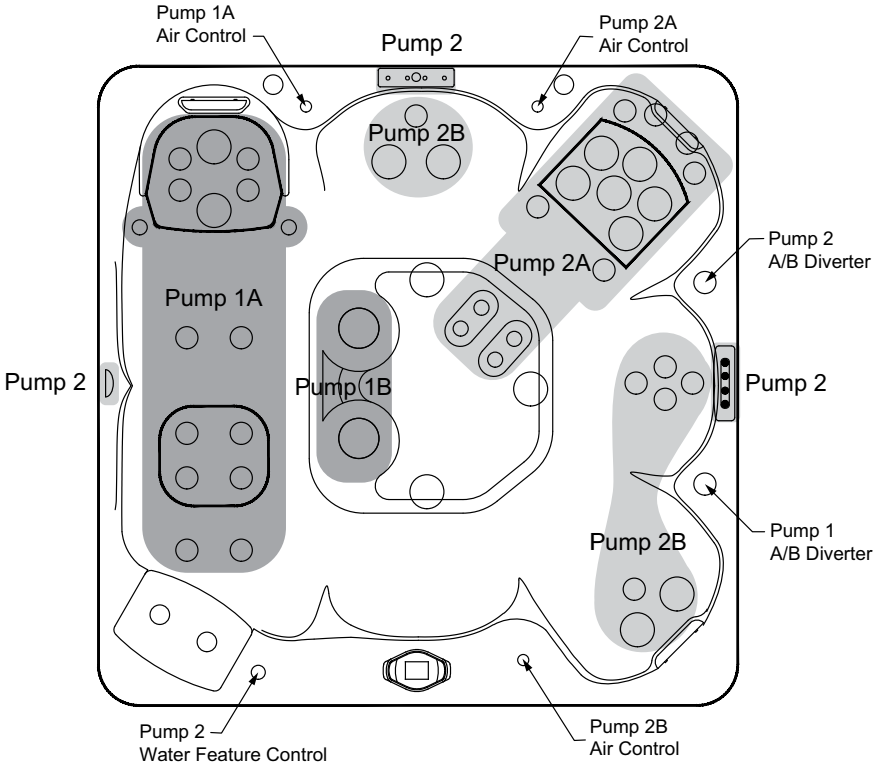 Pump 1A
Air Control
Pump 2
Pump 2A
Air Control
Pump 2B
Pump 2
A/B Diverter
Pump 2A
Pump 1A
Pump 2
Pump 1B
Pump 2
Pump 1
A/B Diverter
Pump 2B
Pump 2
Water Feature Control
Pump 2B
Air Control